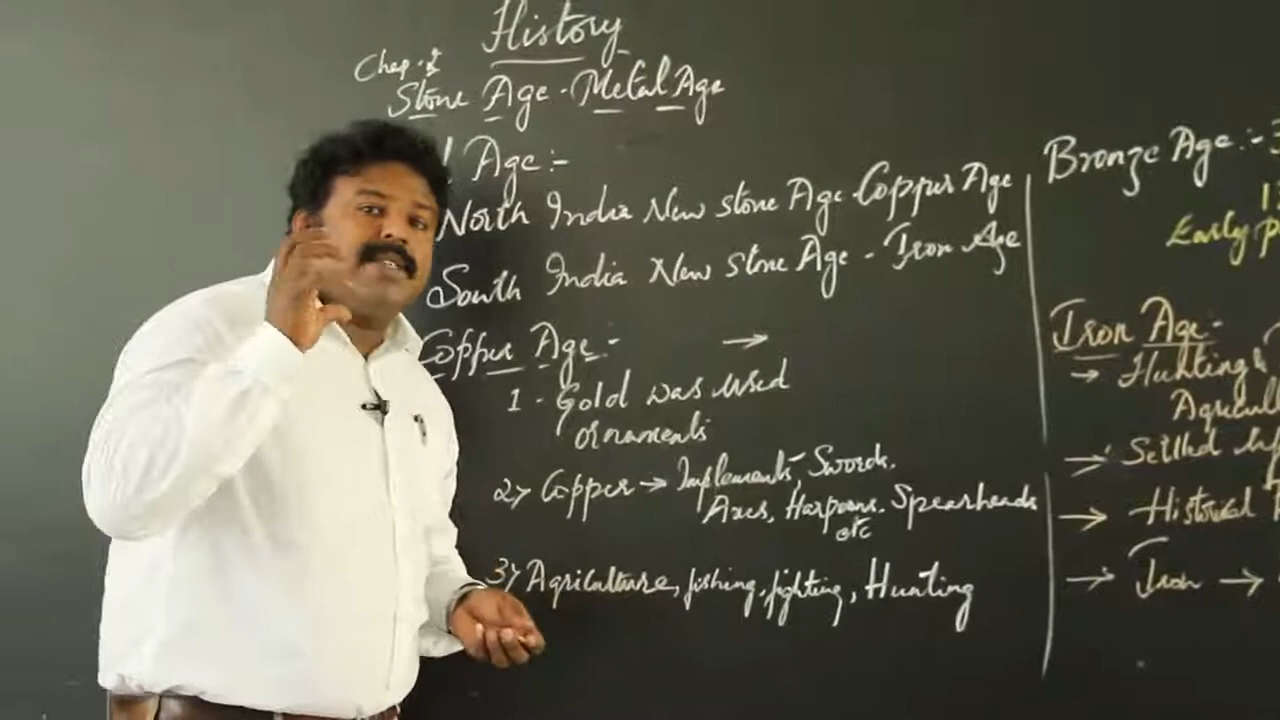 History
Chap-2
Stone Age - Metal Age
Age :-
North India New stone Age - Copper Age
South India New Stone Age - Iron Age
Copper Age :-
→
1 - Gold was used
ornaments
2> Copper → Implements, Swords.
Axes, Harpoons. Spearheads
etc
3> Agriculture, fishing, fighting, Hunting
Bronze Age :-
Early
Iron Age :-
→ Hunting
→ Settled
→ Historical
→ Iron →